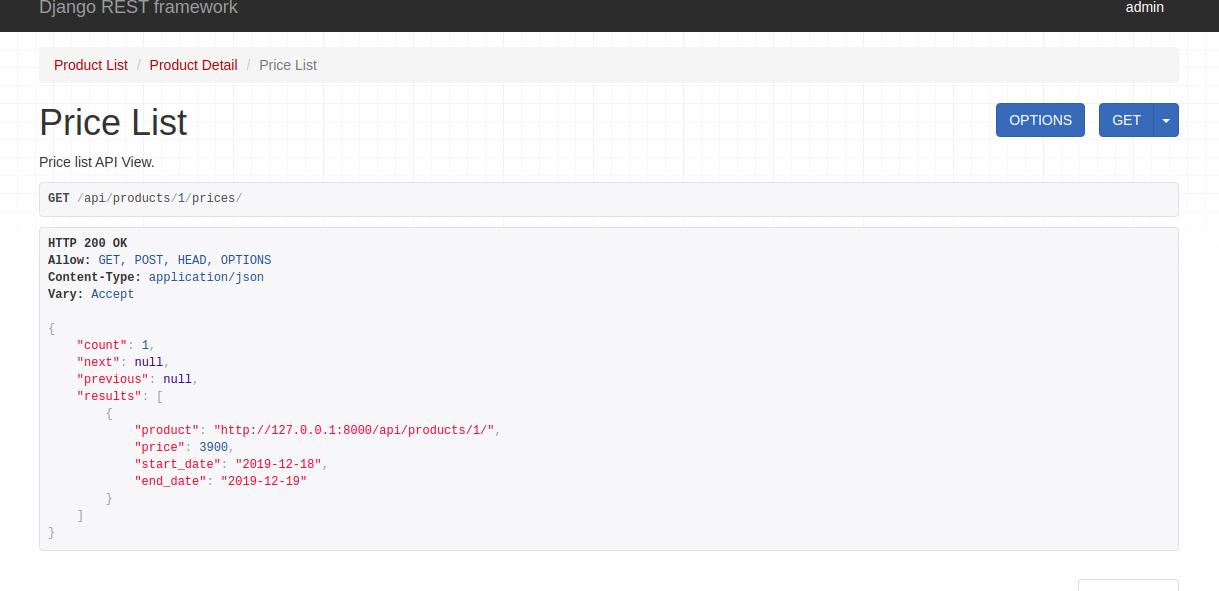 Django REST framework
admin
Product List / Product Detail / Price List
Price List
OPTIONS
GET
Price list API View.
GET /api/products/1/prices/
HTTP 200 OK
Allow: GET, POST, HEAD, OPTIONS
Content-Type: application/json
Vary: Accept
{
    "count": 1,
    "next": null,
    "previous": null,
    "results": [
        {
            "product": "http://127.0.0.1:8000/api/products/1/",
            "price": 3900,
            "start_date": "2019-12-18",
            "end_date": "2019-12-19"
        }
    ]
}